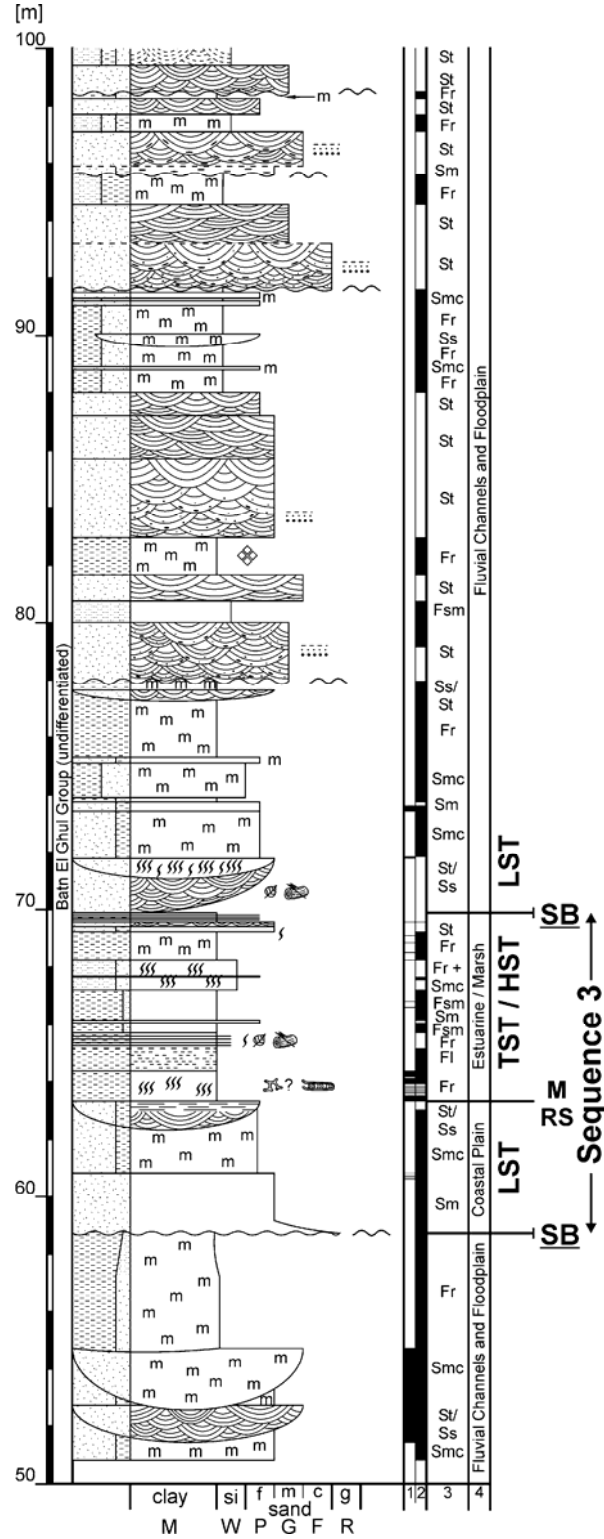 [m]
100
St
St
Fr
m
St
m m m
Fr
St
Sm
m m m
m m
Fr
St
St
m
Smc
m m
Fr
m m m
Ss
m m
Fr
m
Smc
m m
Fr
90
St
St
St
m m
m m
Fr
St
Fsm
80
St
m m m
Ss/
St
m m
m m
m
Fr
m
m m
m m
Smc
Sm
m m
m m m
Smc
St/
Ss
70
SB
St
m m
Fr
Fr +
Smc
Fsm
Sm
Fsm
Fr
Fl
?
Fr
M
RS
St/
Ss
m m
m m
Smc
60
Sm
SB
m
m
m
m
m
m
Fr
m m
m m
m m
m
Smc
St/
Ss
m m m
Smc
50
Bath El Ghul Group (undifferentiated)
Fluvial Channels and Floodplain
Estuarine / Marsh
Coastal Plain
Fluvial Channels and Floodplain
LST
TST / HST
LST
Sequence 3
clay si f m c g 1 2 3 4
sand
M W P G F R